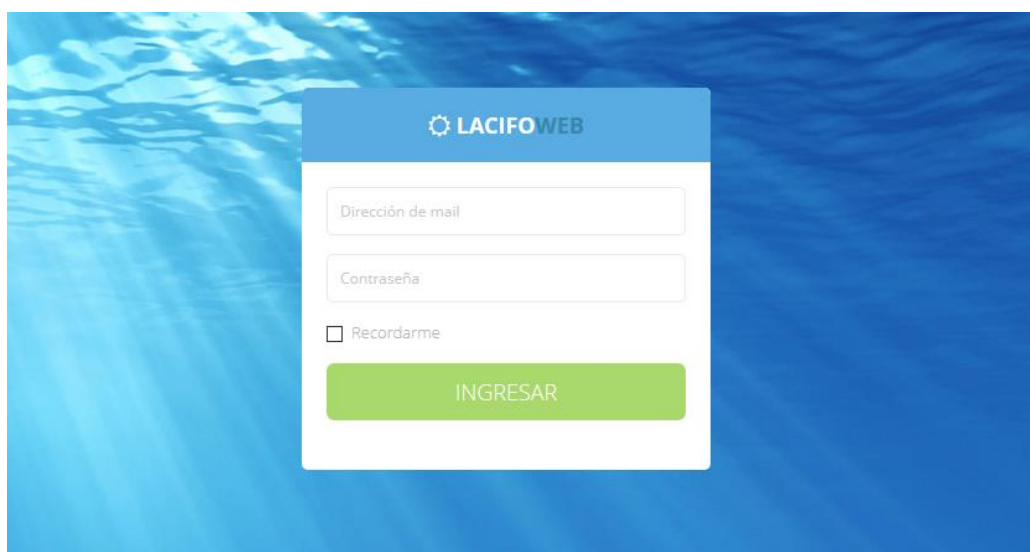 LACIFOWEB
Dirección de mail
Contraseña
Recordarme
INGRESAR